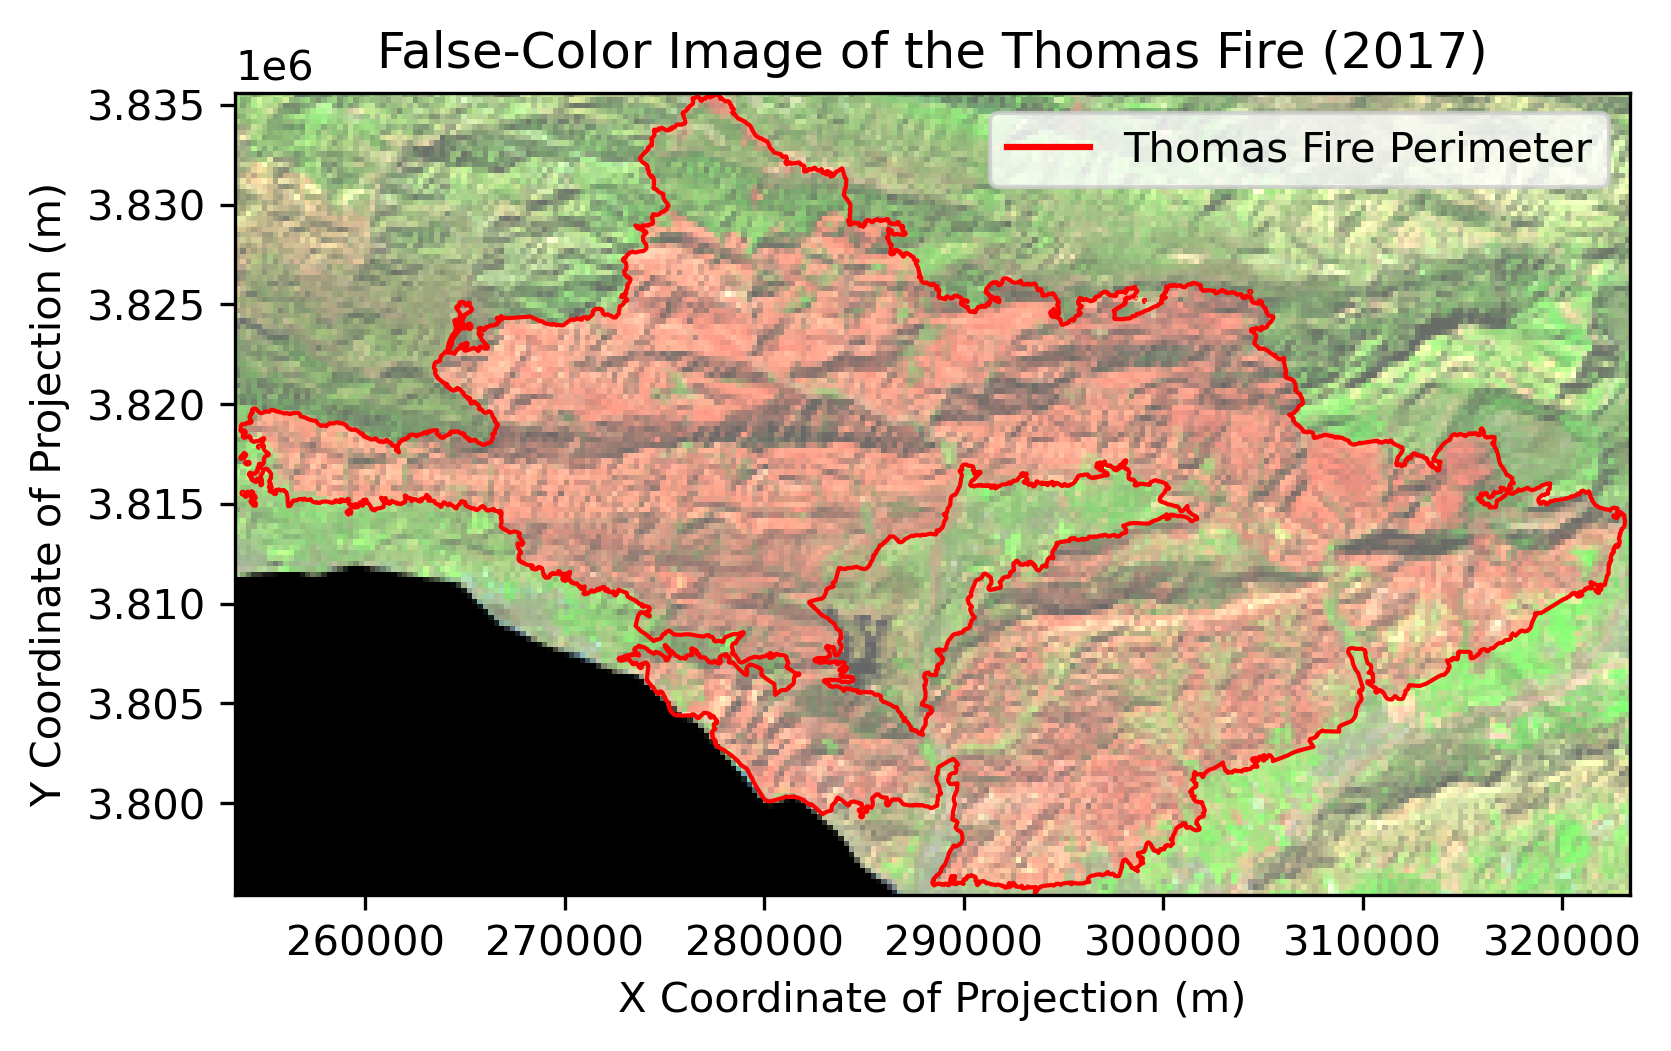 False-Color Image of the Thomas Fire (2017)
1e6
Thomas Fire Perimeter
Y Coordinate of Projection (m)
3.835
3.830
3.825
3.820
3.815
3.810
3.805
3.800
260000 270000 280000 290000 300000 310000 320000
X Coordinate of Projection (m)